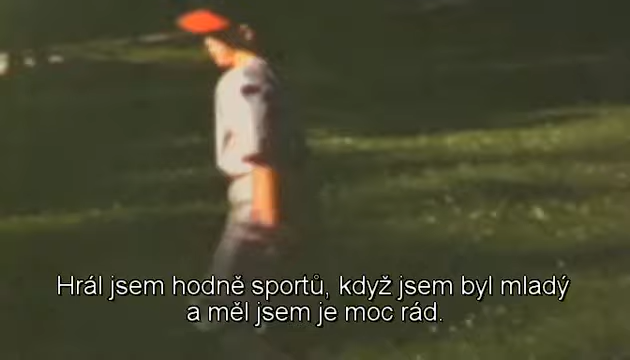 Hrál jsem hodně sportů, když jsem byl mladý
a měl jsem je moc rád.